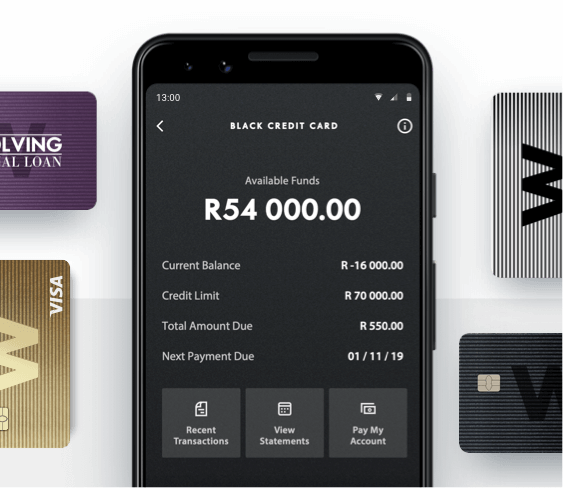 13:00
BLACK CREDIT CARD
Available Funds
R54 000.00
Current Balance R -16 000.00
Credit Limit R 70 000.00
Total Amount Due R 550.00
Next Payment Due 01 / 11 / 19
Recent
Transactions
View
Statements
Pay My
Account
OLVING
AL LOAN
VISA
W
W
W
W